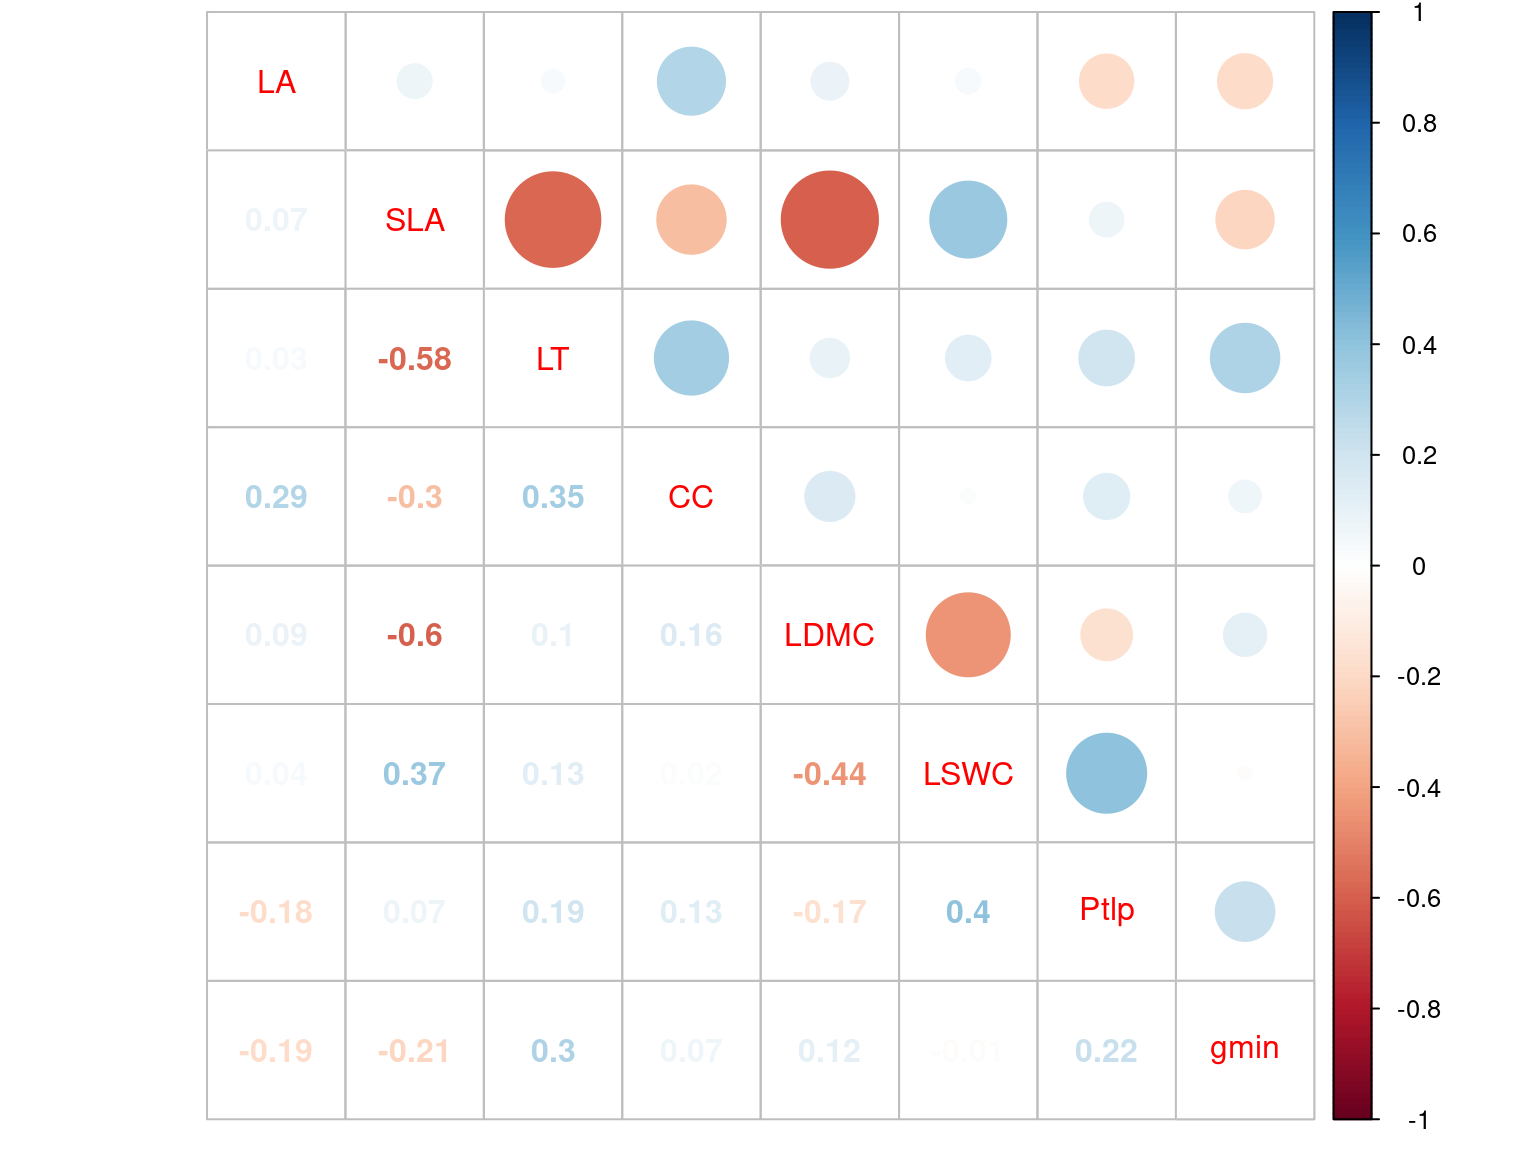 LA
0.07 SLA
0.03 -0.58 LT
0.29 -0.3 0.35 CC
0.09 -0.6 0.1 0.16 LDMC
0.04 0.37 0.13 0.02 -0.44 LSWC
-0.18 0.07 0.19 0.13 -0.17 0.4 Ptlp
-0.19 -0.21 0.3 0.07 0.12 -0.01 0.22 gmin
1
0.8
0.6
0.4
0.2
0
-0.2
-0.4
-0.6
-0.8
-1